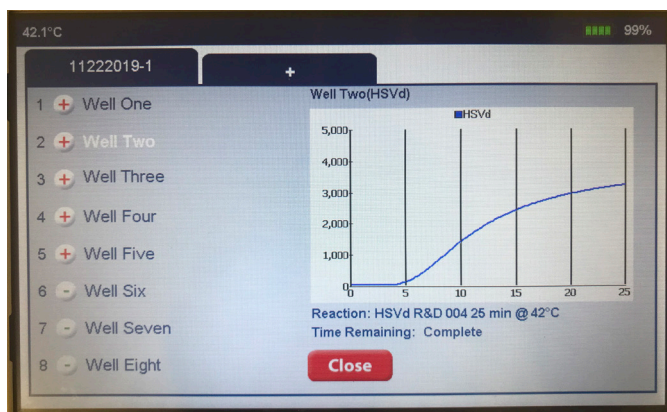 42.1°C
99%
11222019-1
+
1 + Well One
2 + Well Two
3 + Well Three
4 + Well Four
5 + Well Five
6 - Well Six
7 - Well Seven
8 - Well Eight
Well Two(HSVd)
HSVd
5,000
4,000
3,000
2,000
1,000
0
0 5 10 15 20 25
Reaction: HSVd R&D 004 25 min @ 42°C
Time Remaining: Complete
Close